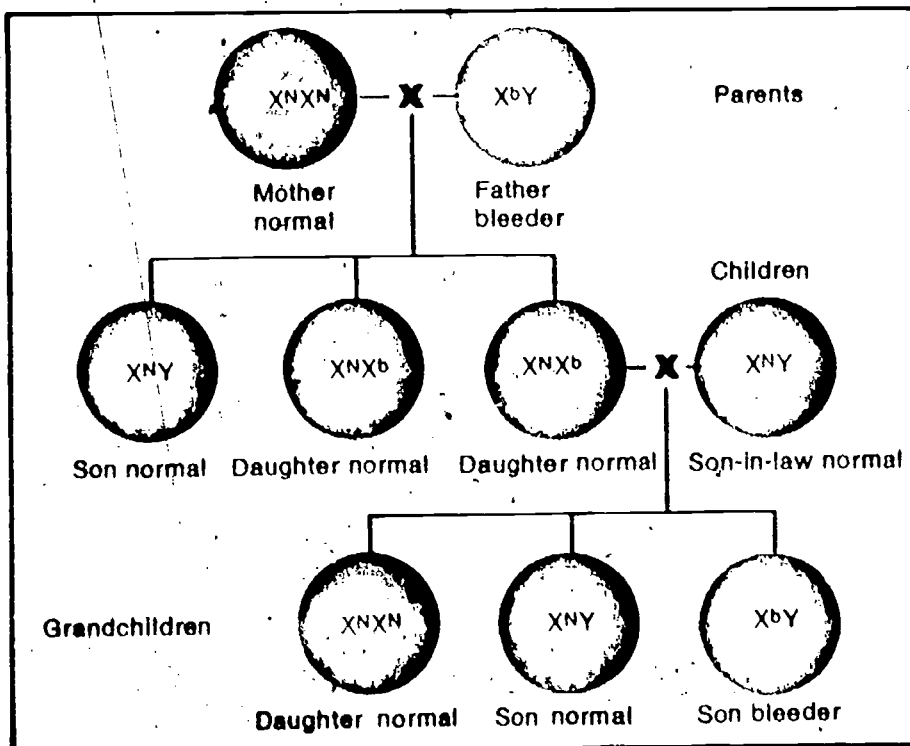 XᴺXᴺ X XᵇY Parents
Mother
normal
Father
bleeder
Children
XᴺY XᴺXᵇ XᴺXᵇ X XᴺY
Son normal Daughter normal Daughter normal Son-in-law normal
Grandchildren XᴺXᴺ XᴺY XᵇY
Daughter normal Son normal Son bleeder